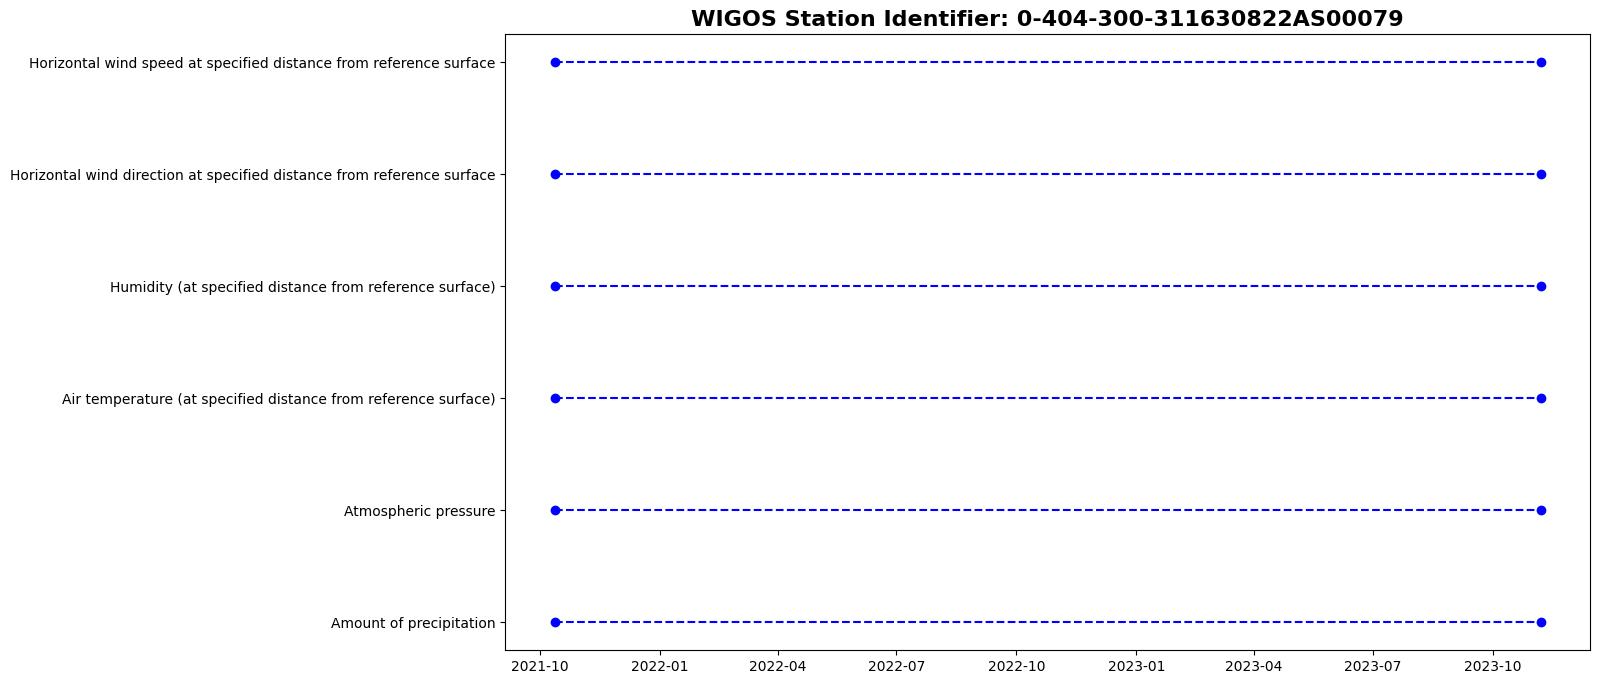 WIGOS Station Identifier: 0-404-300-311630822AS00079
Horizontal wind speed at specified distance from reference surface
Horizontal wind direction at specified distance from reference surface
Humidity (at specified distance from reference surface)
Air temperature (at specified distance from reference surface)
Atmospheric pressure
Amount of precipitation
2021-10 2022-01 2022-04 2022-07 2022-10 2023-01 2023-04 2023-07 2023-10